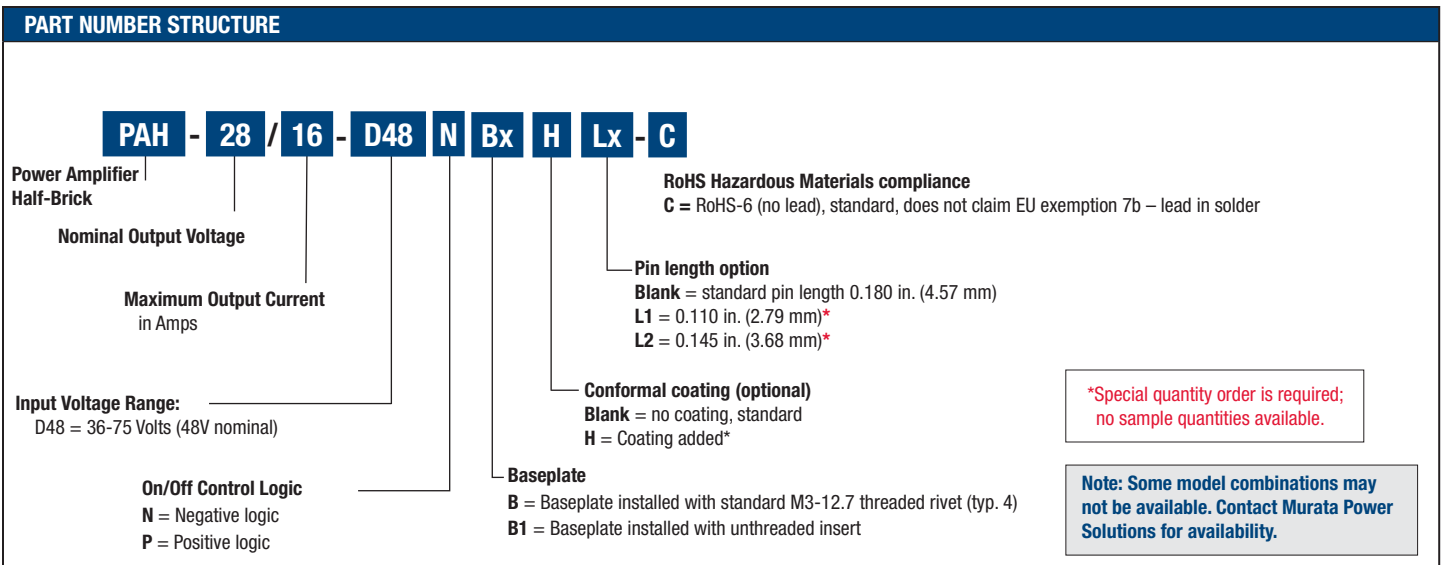 PART NUMBER STRUCTURE
PAH - 28 / 16 - D48 N Bx H Lx - C
Power Amplifier
Half-Brick
Nominal Output Voltage
Maximum Output Current
in Amps
Input Voltage Range:
D48 = 36-75 Volts (48V nominal)
On/Off Control Logic
N = Negative logic
P = Positive logic
RoHS Hazardous Materials compliance
C = RoHS-6 (no lead), standard, does not claim EU exemption 7b – lead in solder
Pin length option
Blank = standard pin length 0.180 in. (4.57 mm)
L1 = 0.110 in. (2.79 mm)*
L2 = 0.145 in. (3.68 mm)*
Conformal coating (optional)
Blank = no coating, standard
H = Coating added*
Baseplate
B = Baseplate installed with standard M3-12.7 threaded rivet (typ. 4)
B1 = Baseplate installed with unthreaded insert
*Special quantity order is required;
no sample quantities available.
Note: Some model combinations may
not be available. Contact Murata Power
Solutions for availability.